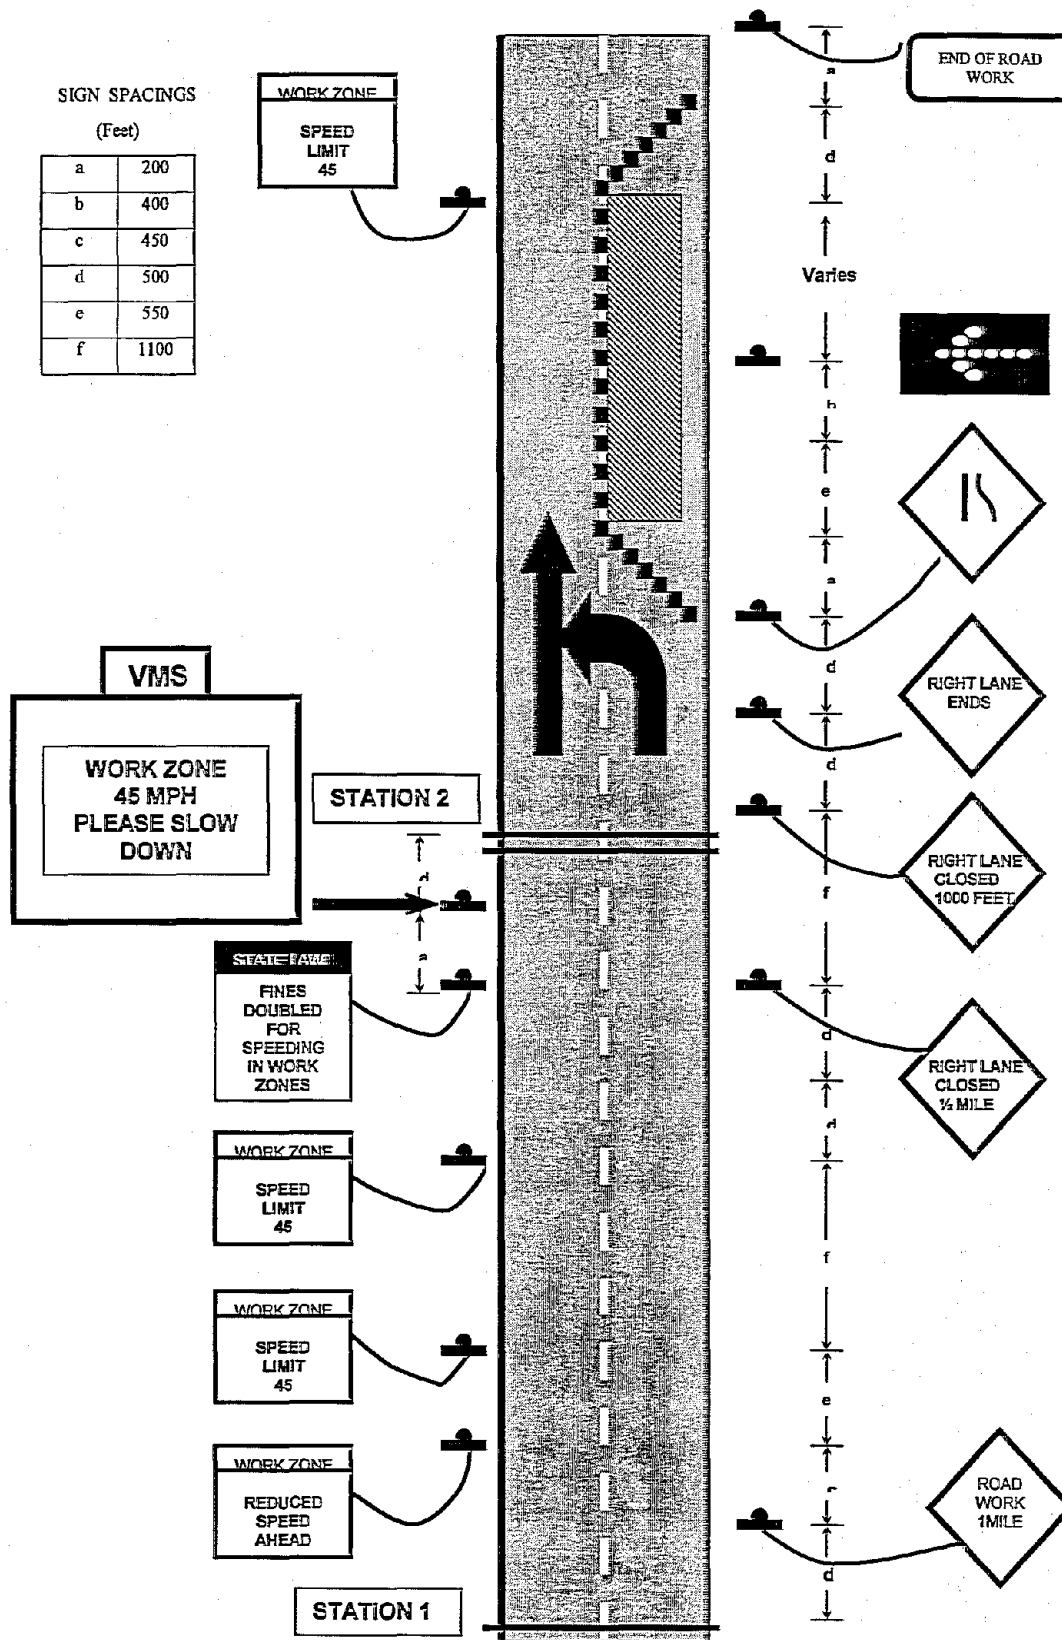 SIGN SPACINGS
(Feet)
a 200
b 400
c 450
d 500
e 550
f 1100
WORK ZONE
SPEED
LIMIT
45
END OF ROAD
WORK
a
d
Varies
b
e
a
d
RIGHT LANE
ENDS
d
VMS
WORK ZONE
45 MPH
PLEASE SLOW
DOWN
STATION 2
RIGHT LANE
CLOSED
1000 FEET
f
a
STATE LAW
FINES
DOUBLED
FOR
SPEEDING
IN WORK
ZONES
d
RIGHT LANE
CLOSED
½ MILE
WORK ZONE
SPEED
LIMIT
45
f
WORK ZONE
SPEED
LIMIT
45
e
WORK ZONE
REDUCED
SPEED
AHEAD
ROAD
WORK
1MILE
d
STATION 1